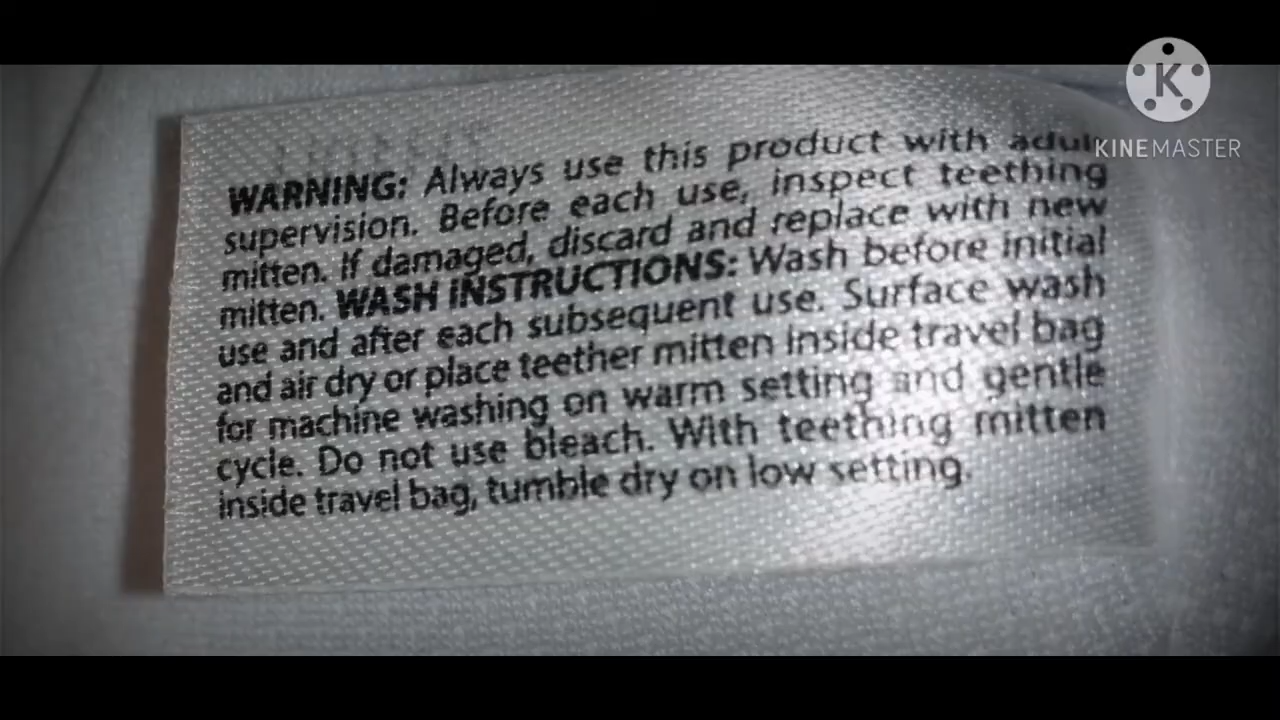 K
KINEMASTER
WARNING: Always use this product with adult
supervision. Before each use, inspect teething
mitten. If damaged, discard and replace with new
mitten. WASH INSTRUCTIONS: Wash before initial
use and after each subsequent use. Surface wash
and air dry or place teether mitten inside travel bag
for machine washing on warm setting and gentle
cycle. Do not use bleach. With teething mitten
inside travel bag, tumble dry on low setting.